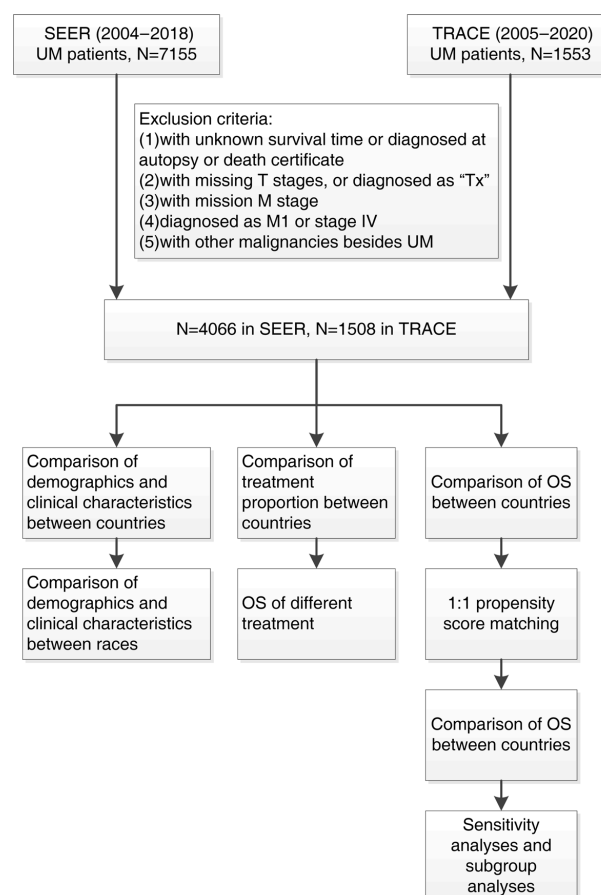 SEER (2004–2018)
UM patients, N=7155
TRACE (2005–2020)
UM patients, N=1553
Exclusion criteria:
(1)with unknown survival time or diagnosed at
autopsy or death certificate
(2)with missing T stages, or diagnosed as “Tx”
(3)with mission M stage
(4)diagnosed as M1 or stage IV
(5)with other malignancies besides UM
N=4066 in SEER, N=1508 in TRACE
Comparison of
demographics and
clinical characteristics
between countries
Comparison of
treatment
proportion between
countries
Comparison of OS
between countries
Comparison of
demographics and
clinical characteristics
between races
OS of different
treatment
1:1 propensity
score matching
Comparison of OS
between countries
Sensitivity
analyses and
subgroup
analyses